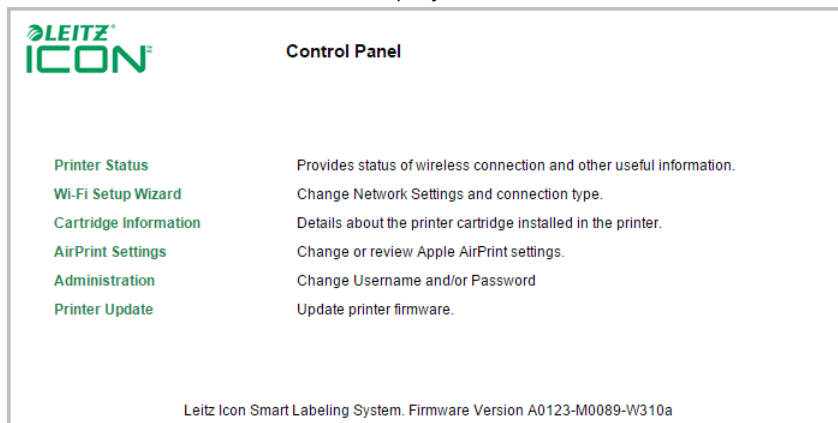 LEITZ
ICON
Control Panel
Printer Status Provides status of wireless connection and other useful information.
Wi-Fi Setup Wizard Change Network Settings and connection type.
Cartridge Information Details about the printer cartridge installed in the printer.
AirPrint Settings Change or review Apple AirPrint settings.
Administration Change Username and/or Password
Printer Update Update printer firmware.
Leitz Icon Smart Labeling System. Firmware Version A0123-M0089-W310a